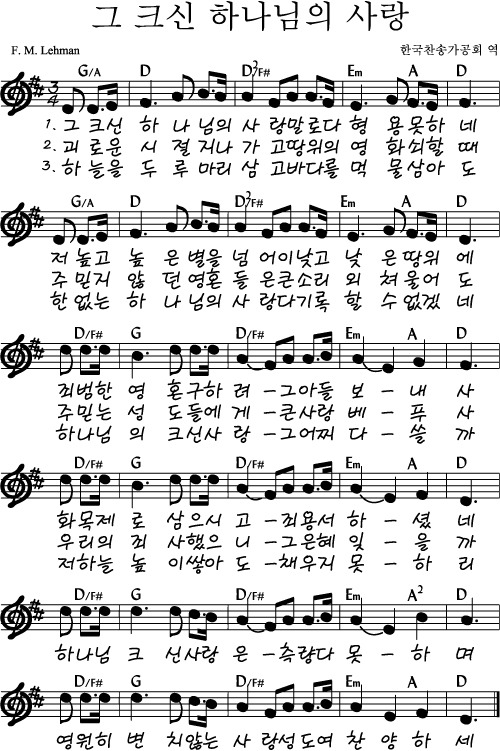 그 크신 하나님의 사랑
F. M. Lehman 한국찬송가공회 역
G/A D D2/F# Em A D
3/4
1. 그 크신 하 나 님의 사 랑말로다 형 용못하 네
2. 괴 로운 시 절 지나 가 고땅위의 영 화쇠할 때
3. 하 늘을 두 루 마리 삼 고바다를 먹 물삼아 도
G/A D D2/F# Em A D
저 높고 높 은 별을 넘 어이낮고 낮 은 땅위 에
주 믿지 않 던 영혼 들 은큰소리 외 쳐울어 도
한 없는 하 나 님의 사 랑다기록 할 수없겠 네
D/F# G D/F# Em A D
죄범한 영 혼구하 려 -그아들 보 - 내 사
주믿는 성 도들에 게 -큰사랑 베 - 푸 사
하나님 의 크신사 랑 -그어찌 다 - 쓸 까
D/F# G D/F# Em A D
화목제 로 삼으시 고 -죄용서 하 - 셨 네
우리의 죄 사했으 니 -그은혜 잊 - 을 까
저하늘 높 이쌓아 도 -채우지 못 - 하 리
D/F# G D/F# Em A2 D
하나님 크 신사랑 은 -측량다 못 - 하 며
D/F# G D/F# Em A D
영원히 변 치않는 사 랑성도여 찬 양 하 세